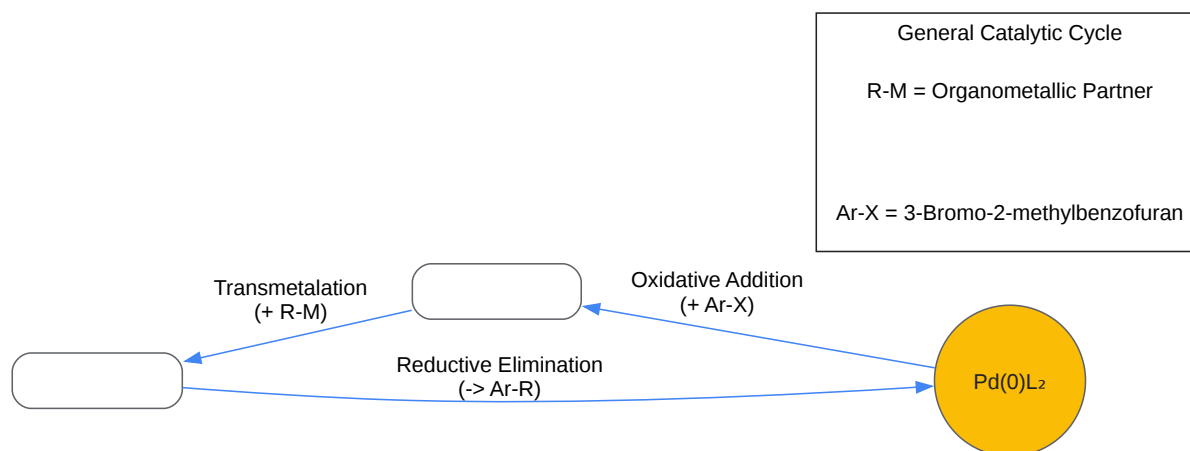 General Catalytic Cycle
R-M = Organometallic Partner
Ar-X = 3-Bromo-2-methylbenzofuran
Oxidative Addition
(+ Ar-X)
Transmetalation
(+ R-M)
Reductive Elimination
(-> Ar-R)
Pd(0)L₂